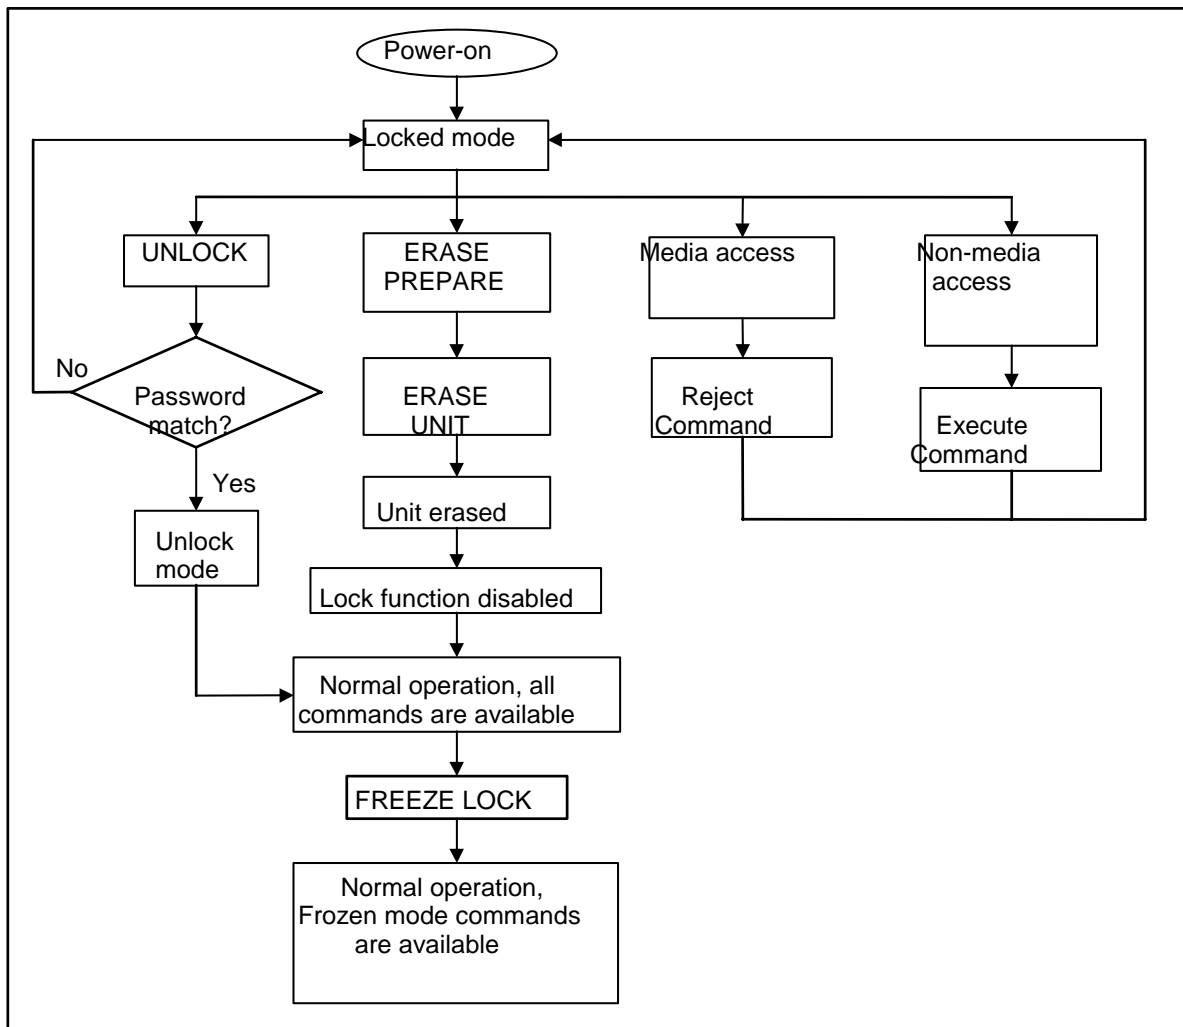 Power-on
Locked mode
UNLOCK
ERASE
PREPARE
Media access
Non-media
access
No
Password
match?
ERASE
UNIT
Reject
Command
Execute
Command
Yes
Unit erased
Unlock
mode
Lock function disabled
Normal operation, all
commands are available
FREEZE LOCK
Normal operation,
Frozen mode commands
are available